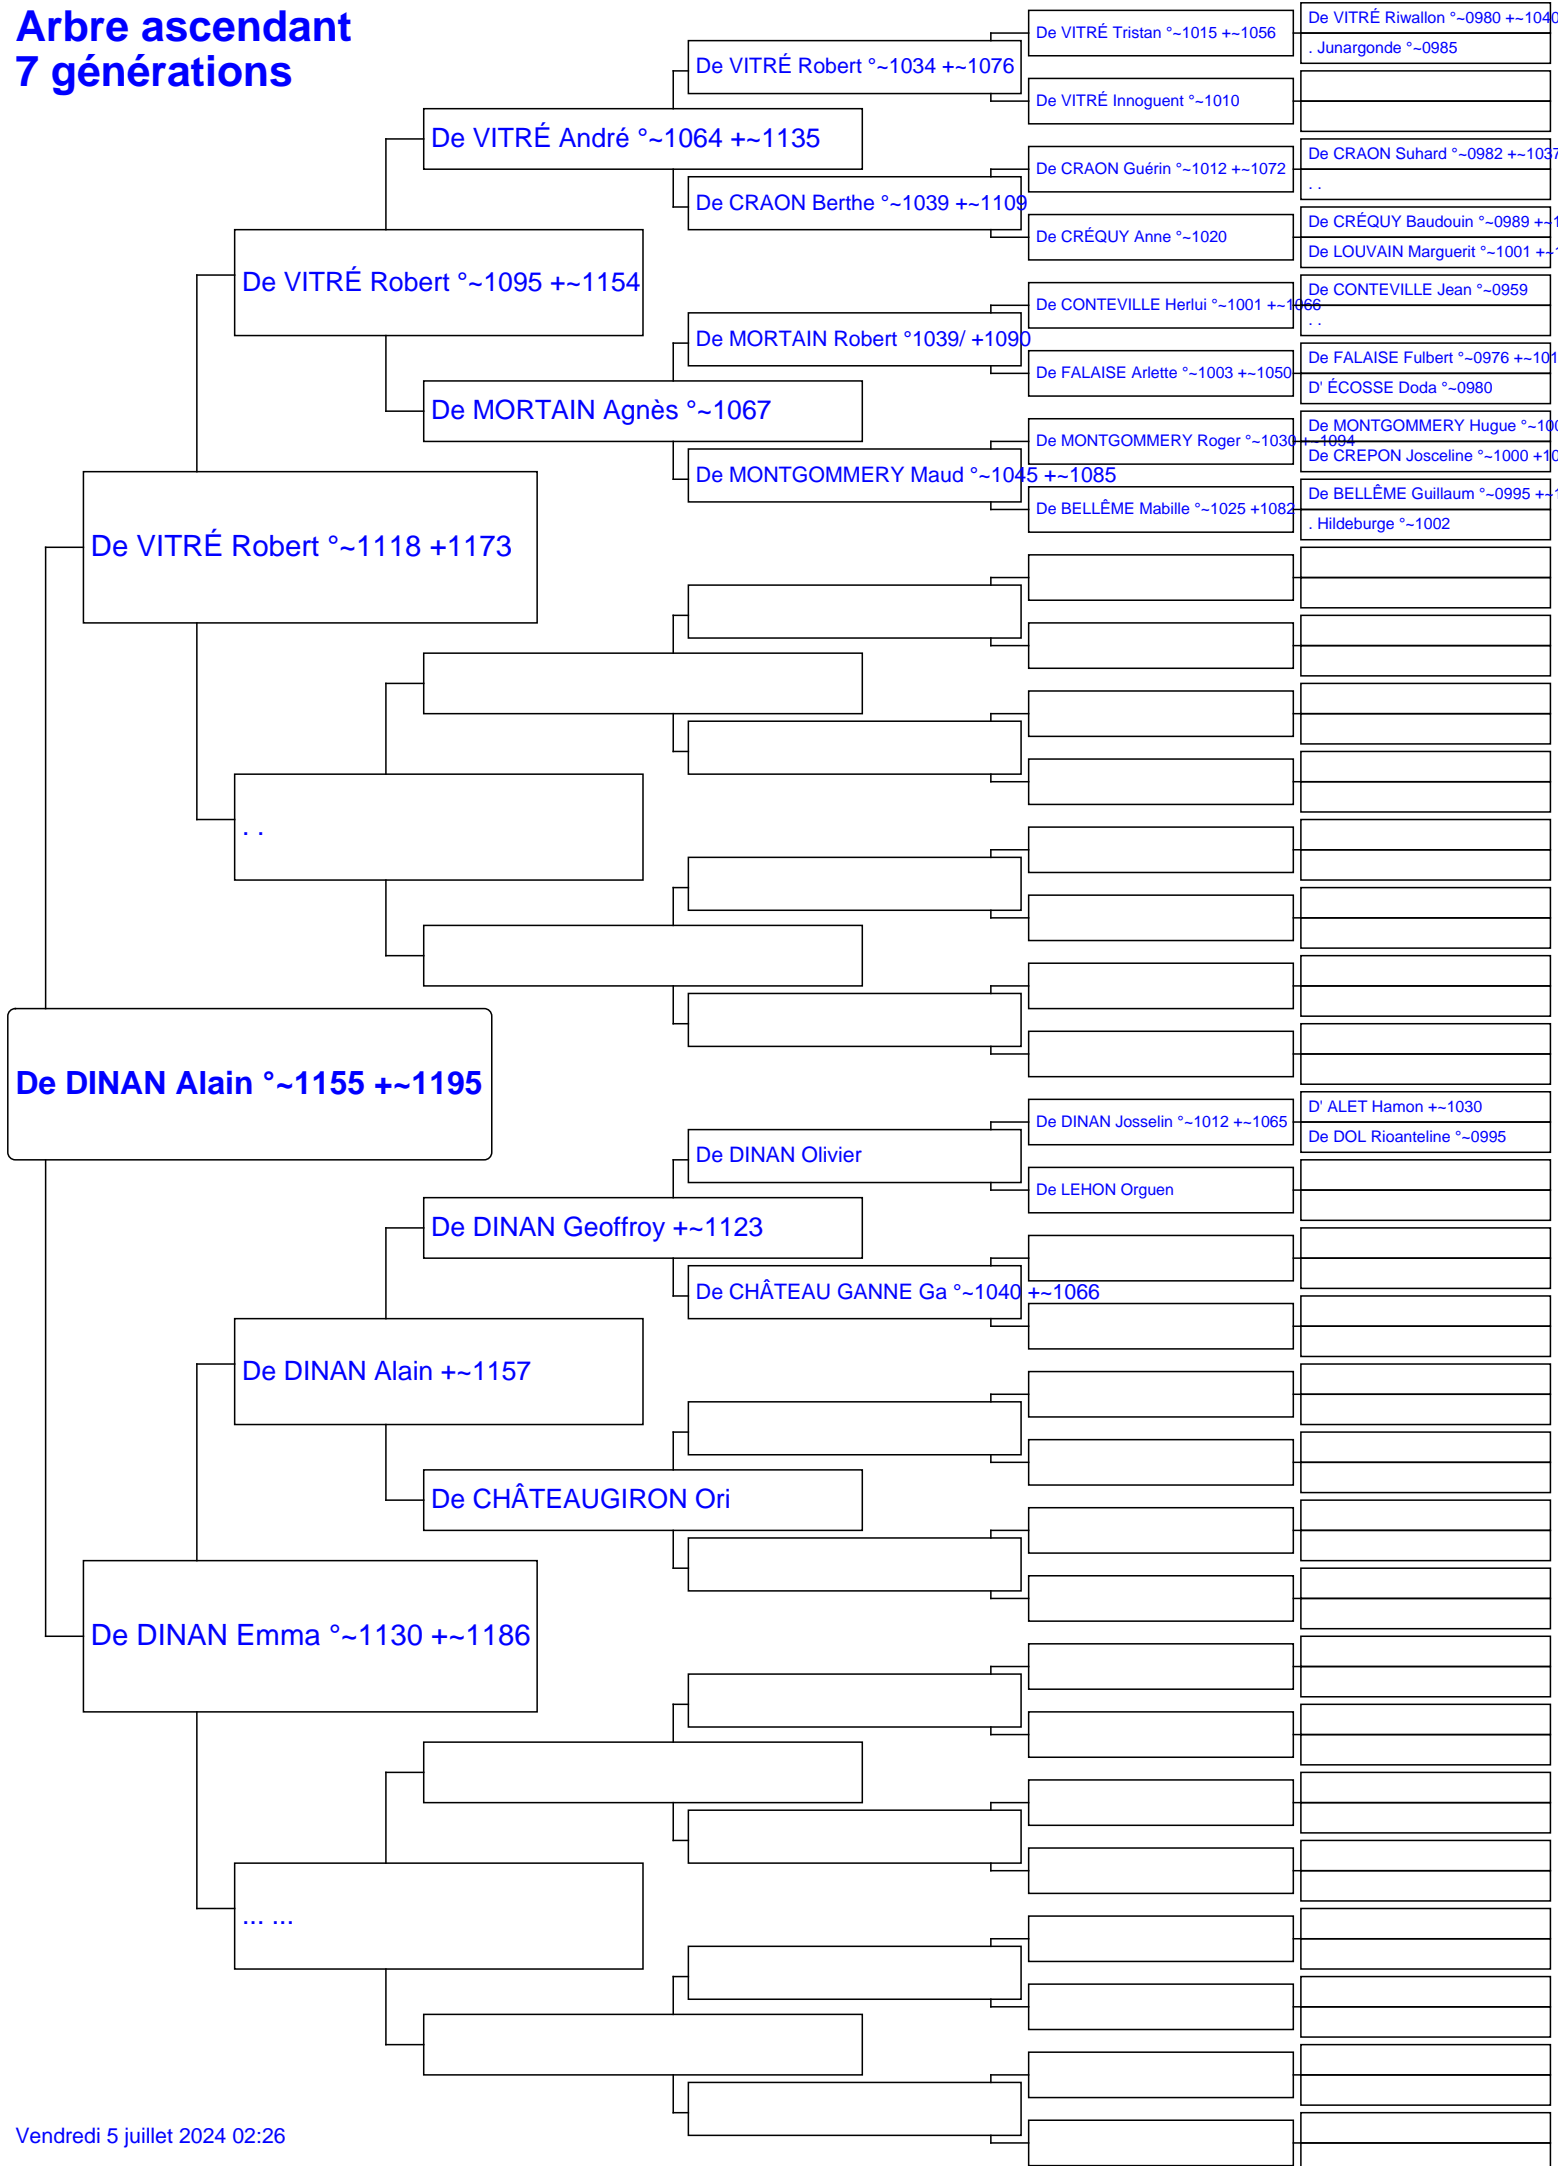 Arbre ascendant
7 générations
De VITRÉ Riwallon °~0980 +~1040
. Junargonde °~0985
De VITRÉ Tristan °~1015 +~1056
De VITRÉ Robert °~1034 +~1076
De VITRÉ Innoguent °~1010
De VITRÉ André °~1064 +~1135
De CRAON Suhard °~0982 +~1037
. .
De CRAON Guérin °~1012 +~1072
De CRAON Berthe °~1039 +~1109
De CRÉQUY Baudouin °~0989 +~1
De CRÉQUY Anne °~1020
De LOUVAIN Marguerit °~1001 +~1
De VITRÉ Robert °~1095 +~1154
De CONTEVILLE Jean °~0959
. .
De CONTEVILLE Herlui °~1001 +~1066
De MORTAIN Robert °1039/ +1090
De FALAISE Fulbert °~0976 +~101
De FALAISE Arlette °~1003 +~1050
D' ÉCOSSE Doda °~0980
De MORTAIN Agnès °~1067
De MONTGOMMERY Hugue °~100
De MONTGOMMERY Roger °~1030 +~1094
De CREPON Josceline °~1000 +10
De MONTGOMMERY Maud °~1045 +~1085
De BELLÊME Guillaum °~0995 +~1
De BELLÊME Mabille °~1025 +1082
. Hildeburge °~1002
De VITRÉ Robert °~1118 +1173
. .
De DINAN Alain °~1155 +~1195
D' ALET Hamon +~1030
De DINAN Josselin °~1012 +~1065
De DOL Rioanteline °~0995
De DINAN Olivier
De LEHON Orguen
De DINAN Geoffroy +~1123
De CHÂTEAU GANNE Ga °~1040 +~1066
De DINAN Alain +~1157
De CHÂTEAUGIRON Ori
De DINAN Emma °~1130 +~1186
... ...
Vendredi 5 juillet 2024 02:26